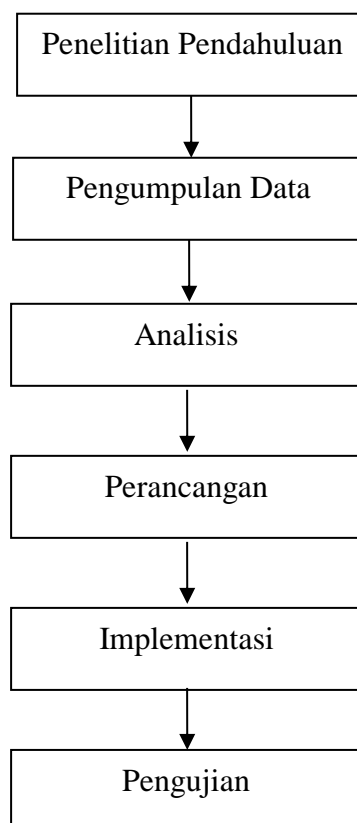 Penelitian Pendahuluan
Pengumpulan Data
Analisis
Perancangan
Implementasi
Pengujian